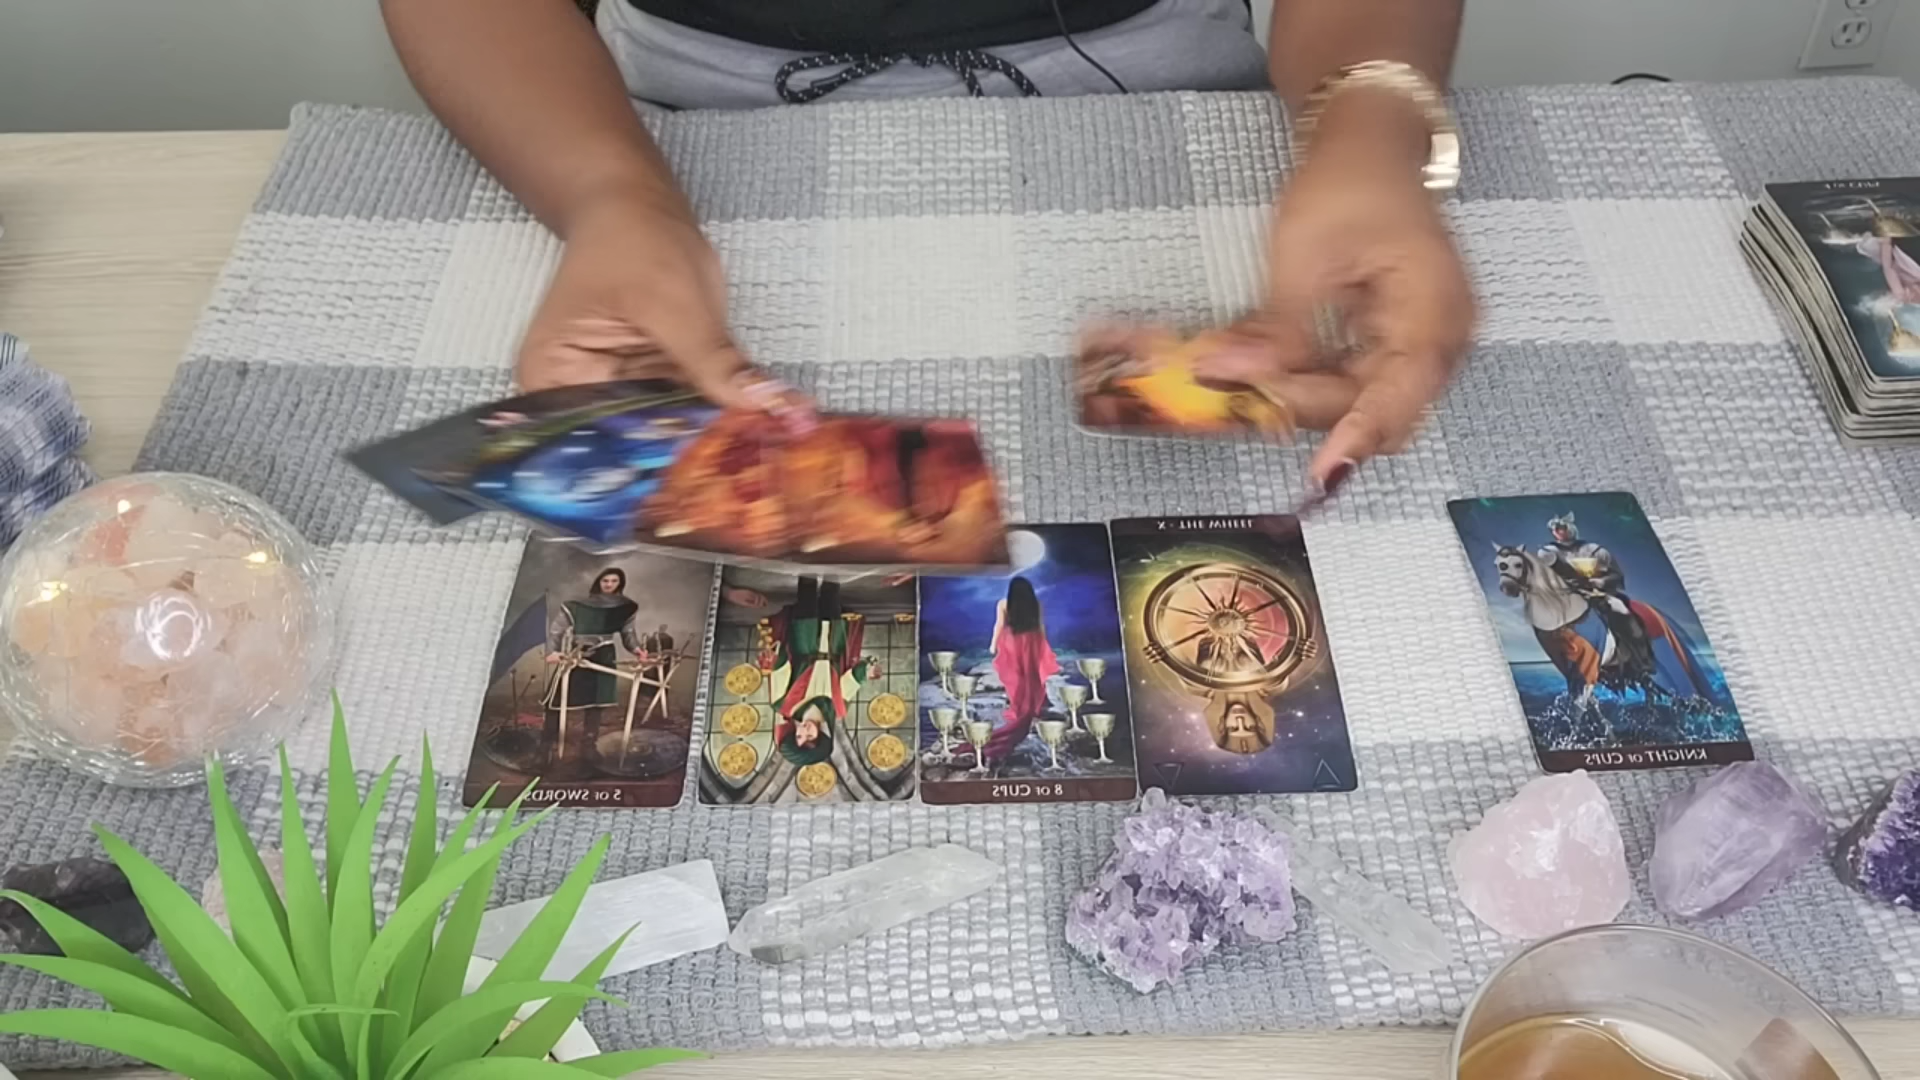 X · THE WHEEL
5 OF SWORDS
8 OF CUPS
KNIGHT OF CUPS